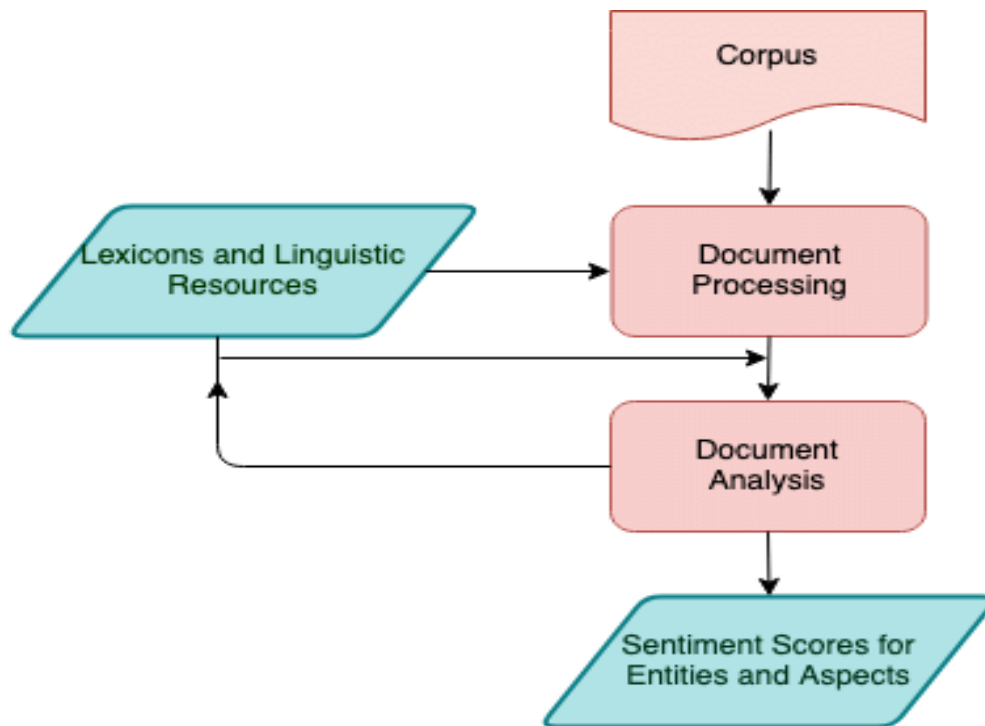 Corpus
Lexicons and Linguistic
Resources
Document
Processing
Document
Analysis
Sentiment Scores for
Entities and Aspects